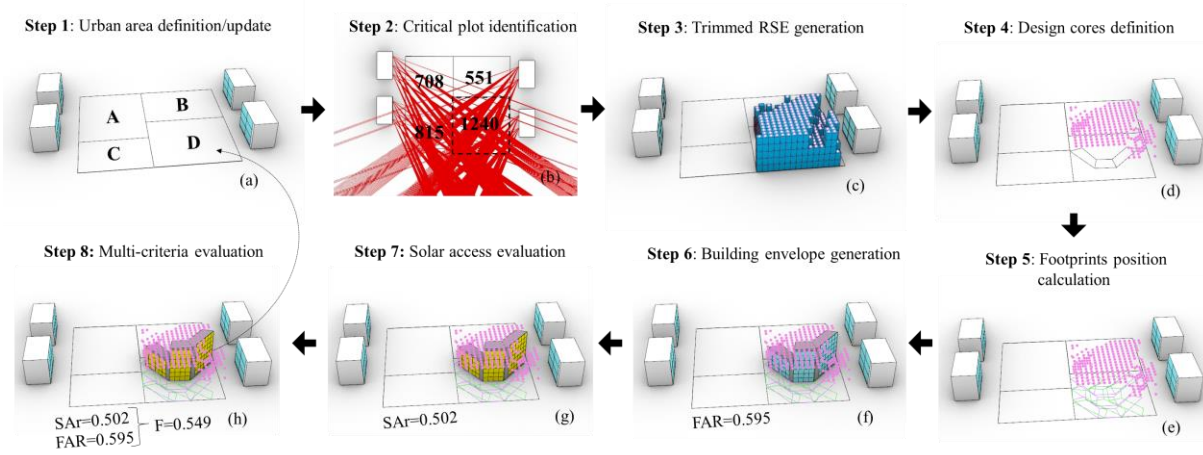 Step 1: Urban area definition/update
Step 2: Critical plot identification
Step 3: Trimmed RSE generation
Step 4: Design cores definition
A
B
C
D
(a)
708
551
815
1240
(b)
(c)
(d)
Step 8: Multi-criteria evaluation
Step 7: Solar access evaluation
Step 6: Building envelope generation
Step 5: Footprints position
calculation
SAr=0.502
FAR=0.595
F=0.549
(h)
SAr=0.502
(g)
FAR=0.595
(f)
(e)